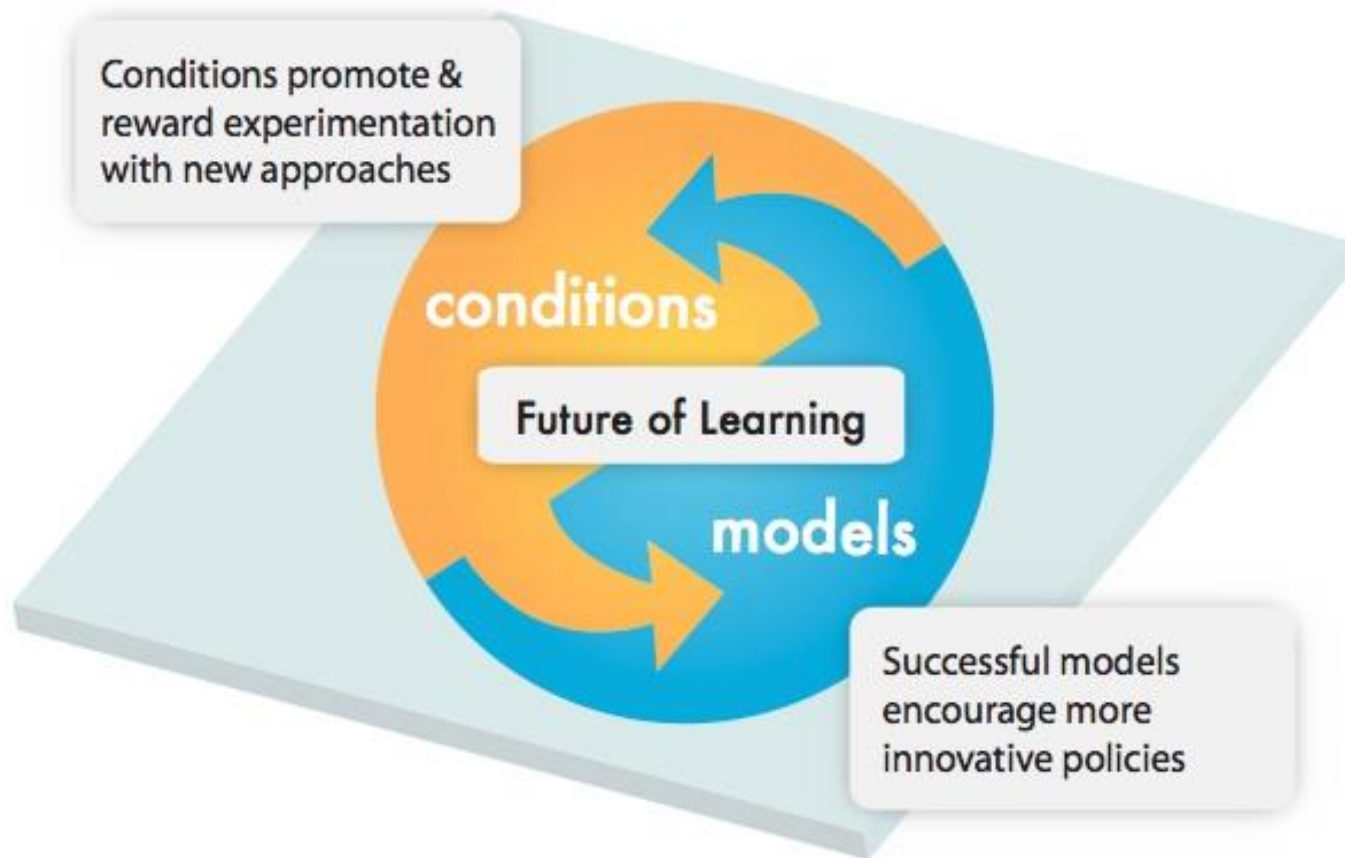 Conditions promote &
reward experimentation
with new approaches
conditions
Future of Learning
models
Successful models
encourage more
innovative policies